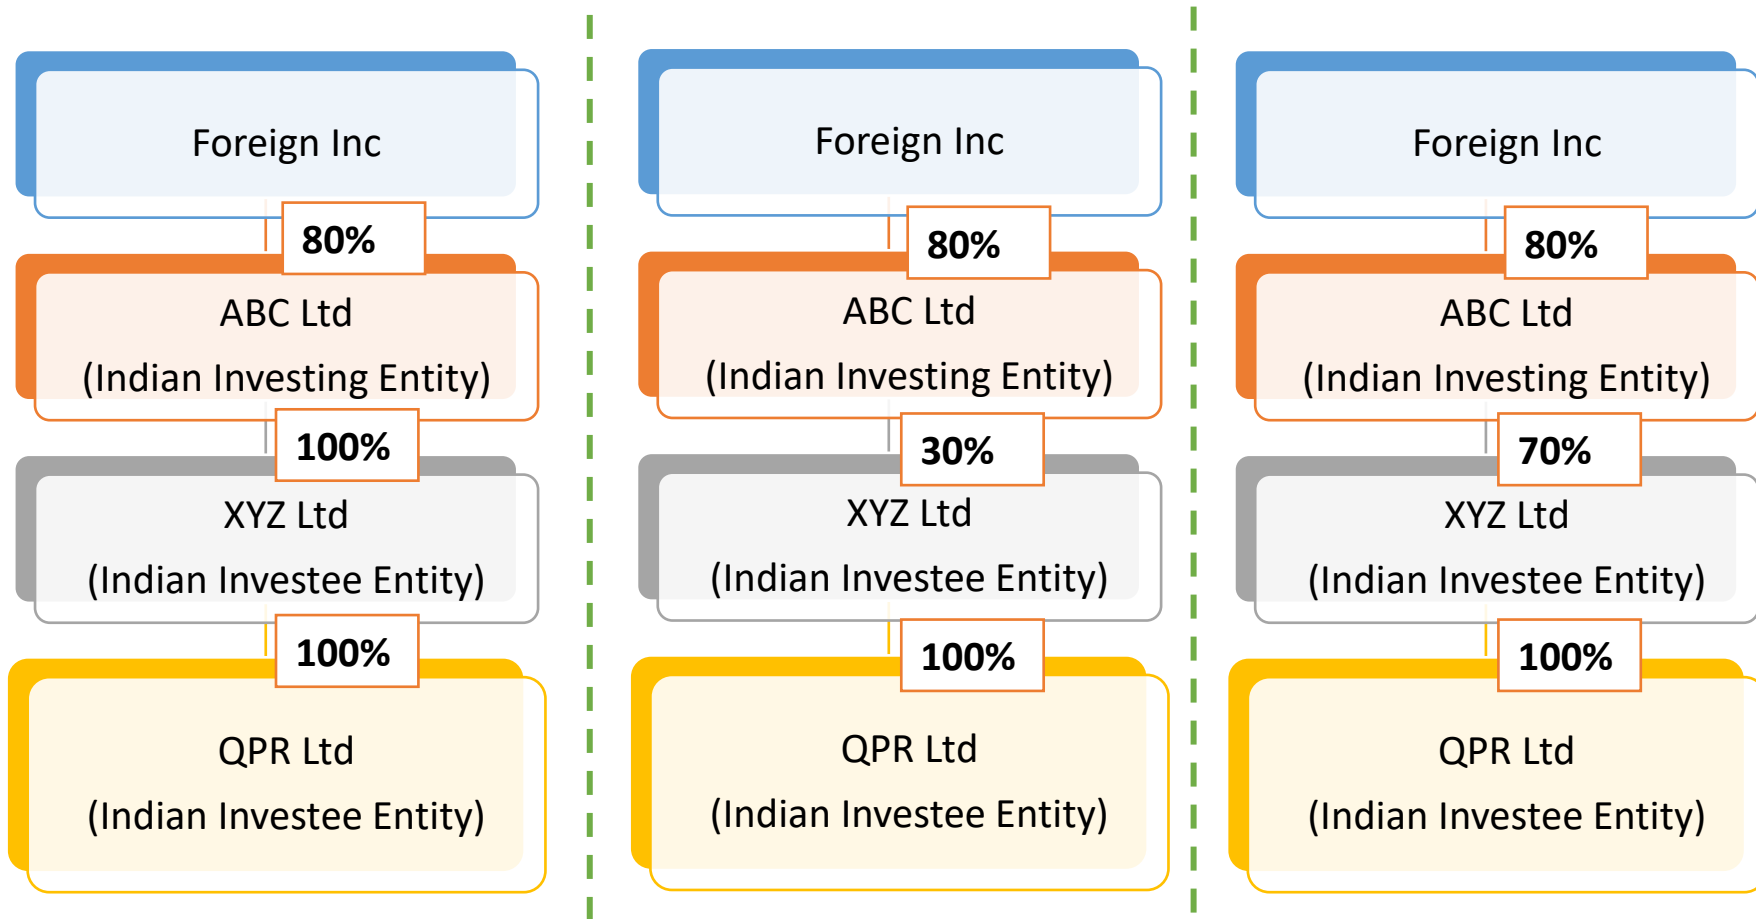 Foreign Inc
80%
ABC Ltd
(Indian Investing Entity)
100%
XYZ Ltd
(Indian Investee Entity)
100%
QPR Ltd
(Indian Investee Entity)
Foreign Inc
80%
ABC Ltd
(Indian Investing Entity)
30%
XYZ Ltd
(Indian Investee Entity)
100%
QPR Ltd
(Indian Investee Entity)
Foreign Inc
80%
ABC Ltd
(Indian Investing Entity)
70%
XYZ Ltd
(Indian Investee Entity)
100%
QPR Ltd
(Indian Investee Entity)